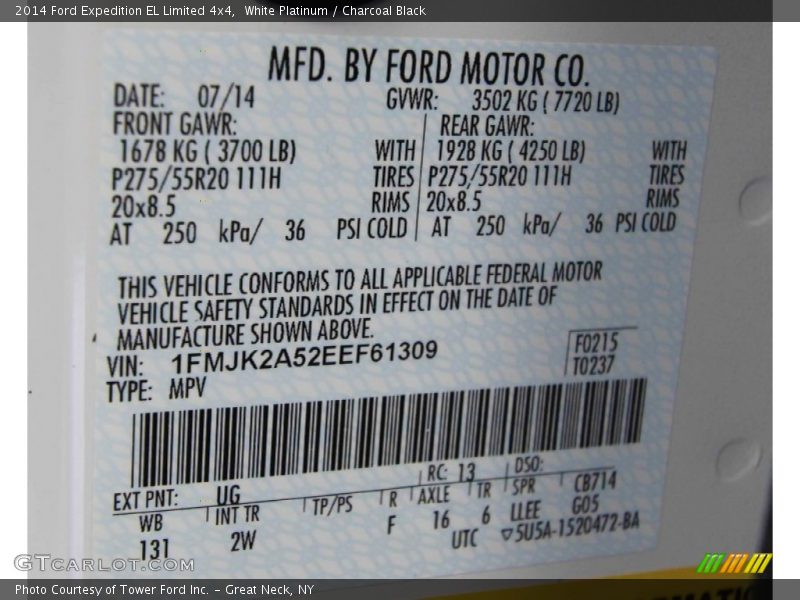 2014 Ford Expedition EL Limited 4x4, White Platinum / Charcoal Black
MFD. BY FORD MOTOR CO.
DATE: 07/14 GVWR: 3502 KG ( 7720 LB)
FRONT GAWR: REAR GAWR:
1678 KG ( 3700 LB) WITH 1928 KG ( 4250 LB) WITH
P275/55R20 111H TIRES P275/55R20 111H TIRES
20x8.5 RIMS 20x8.5 RIMS
AT 250 kPa/ 36 PSI COLD AT 250 kPa/ 36 PSI COLD
THIS VEHICLE CONFORMS TO ALL APPLICABLE FEDERAL MOTOR
VEHICLE SAFETY STANDARDS IN EFFECT ON THE DATE OF
MANUFACTURE SHOWN ABOVE.
VIN: 1FMJK2A52EEF61309 F0215
TYPE: MPV T0237
EXT PNT: UG RC: 13 DSO:
WB INT TR TP/PS R AXLE TR SPR CB714
131 2W F 16 6 LLEE G05
UTC ▽5U5A-1520472-BA
GTCarLot.com
Photo Courtesy of Tower Ford Inc. - Great Neck, NY